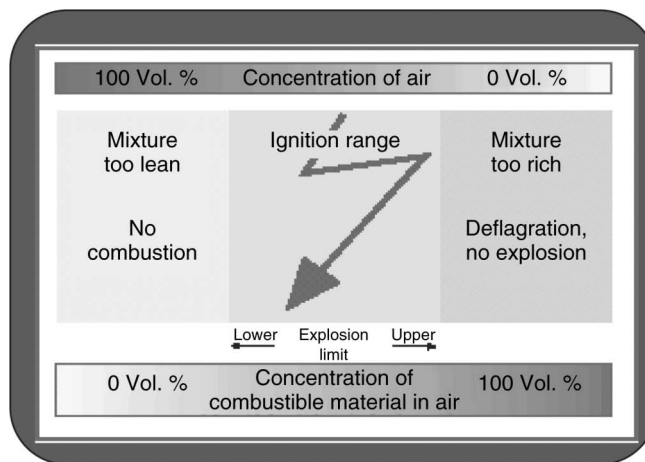 100 Vol. % Concentration of air 0 Vol. %
Mixture
too lean
Ignition range
Mixture
too rich
No
combustion
Deflagration,
no explosion
Lower Explosion Upper
limit
0 Vol. % Concentration of 100 Vol. %
combustible material in air